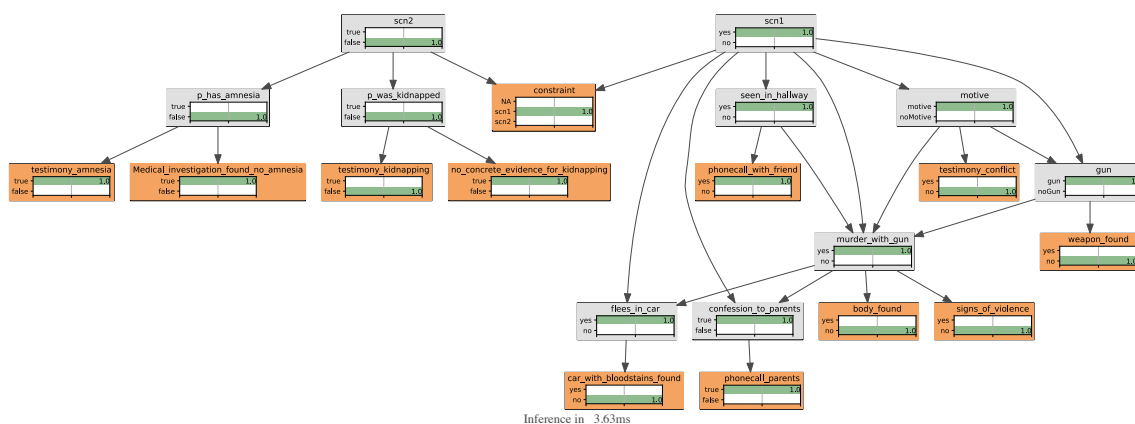 scn2
true
false 1.0
scn1
yes 1.0
no
p_has_amnesia
true
false 1.0
p_was_kidnapped
true
false 1.0
constraint
NA
scn1 1.0
scn2
seen_in_hallway
yes 1.0
no
motive
motive 1.0
noMotive
testimony_amnesia
true 1.0
false
Medical_investigation_found_no_amnesia
true 1.0
false
testimony_kidnapping
true
false 1.0
no_concrete_evidence_for_kidnapping
true 1.0
false
phonecall_with_friend
yes 1.0
no
testimony_conflict
yes
no 1.0
gun
gun
noGun
murder_with_gun
yes 1.0
no
weapon_found
yes
no 1.0
flees_in_car
yes 1.0
no
confession_to_parents
true 1.0
false
body_found
yes
no 1.0
signs_of_violence
yes
no 1.0
car_with_bloodstains_found
yes
no 1.0
phonecall_parents
true 1.0
false
Inference in 3.63ms